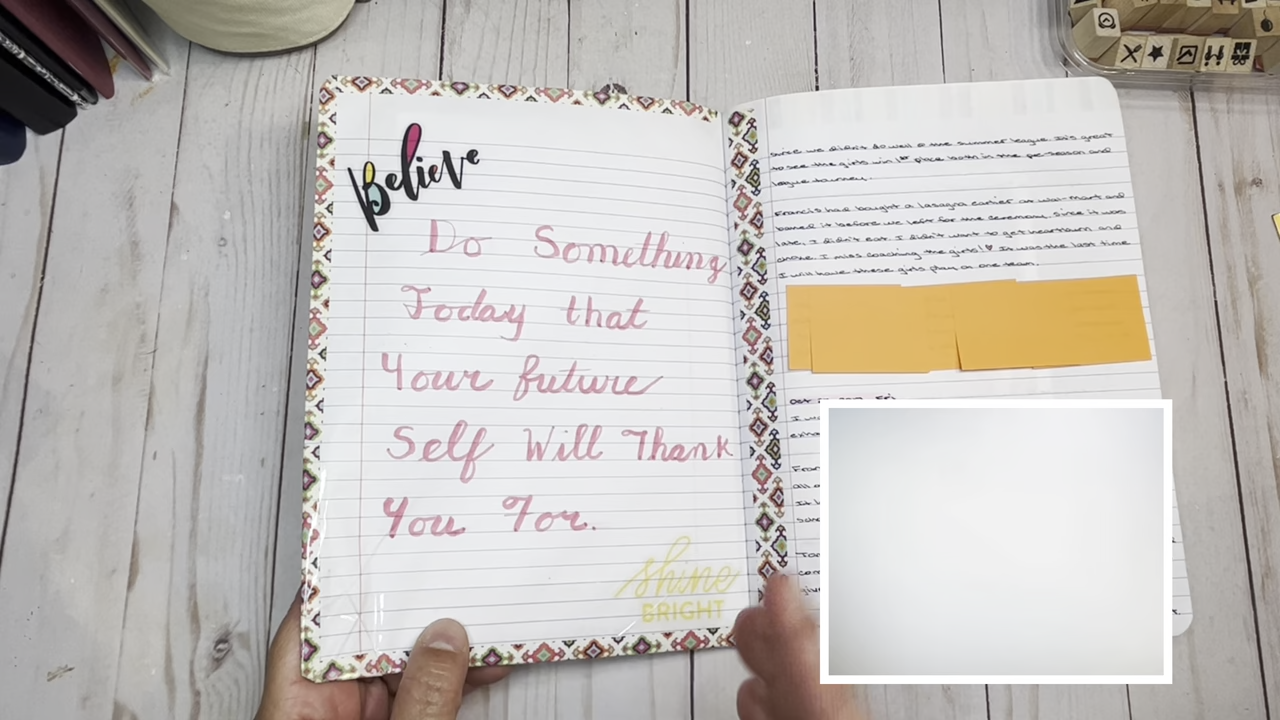 Believe
Do Something
Today that
Your future
Self Will Thank
You For.
shine
BRIGHT
since we didn't do well @ the summer league. It's great
to see the girls win 1st place both in the pre-season and
league tourney.
Francis had bought a lasagna earlier at Wal-Mart and
baked it before we left for the ceremony. Since it was
late, I didn't eat. I didn't want to get heartburn and
choke. I miss coaching the girls! It was the last time
I will have these girls play as one team.